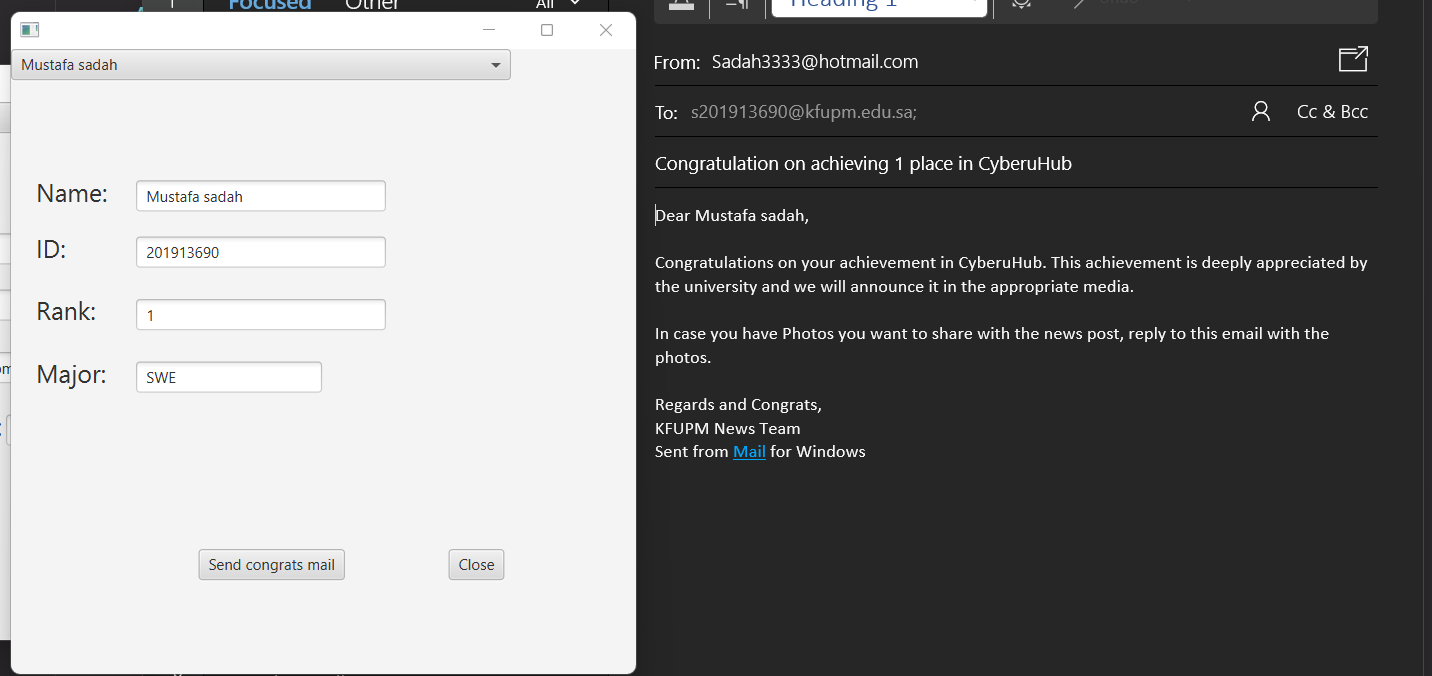 Focused
Other
All
Heading 1
Mustafa sadah
Name:
Mustafa sadah
ID:
201913690
Rank:
1
Major:
SWE
Send congrats mail
Close
From: Sadah3333@hotmail.com
To: s201913690@kfupm.edu.sa;
Cc & Bcc
Congratulation on achieving 1 place in CyberuHub
Dear Mustafa sadah,
Congratulations on your achievement in CyberuHub. This achievement is deeply appreciated by
the university and we will announce it in the appropriate media.
In case you have Photos you want to share with the news post, reply to this email with the
photos.
Regards and Congrats,
KFUPM News Team
Sent from Mail for Windows